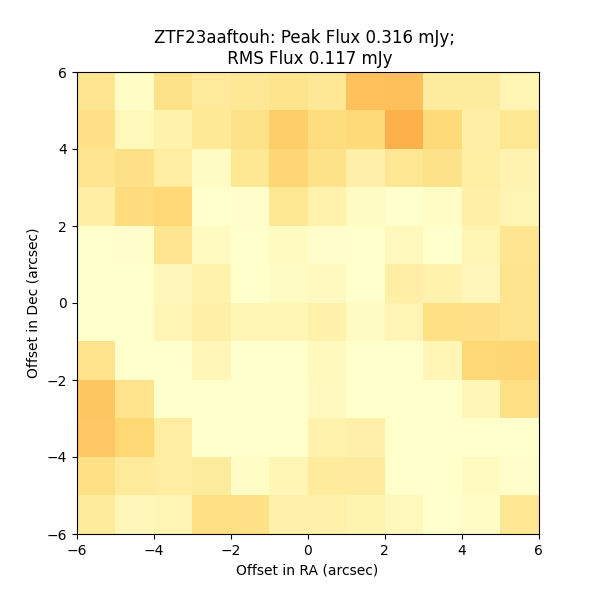 ZTF23aaftouh: Peak Flux 0.316 mJy;
RMS Flux 0.117 mJy
6
4
2
0
−2
−4
−6
Offset in Dec (arcsec)
−6 −4 −2 0 2 4 6
Offset in RA (arcsec)